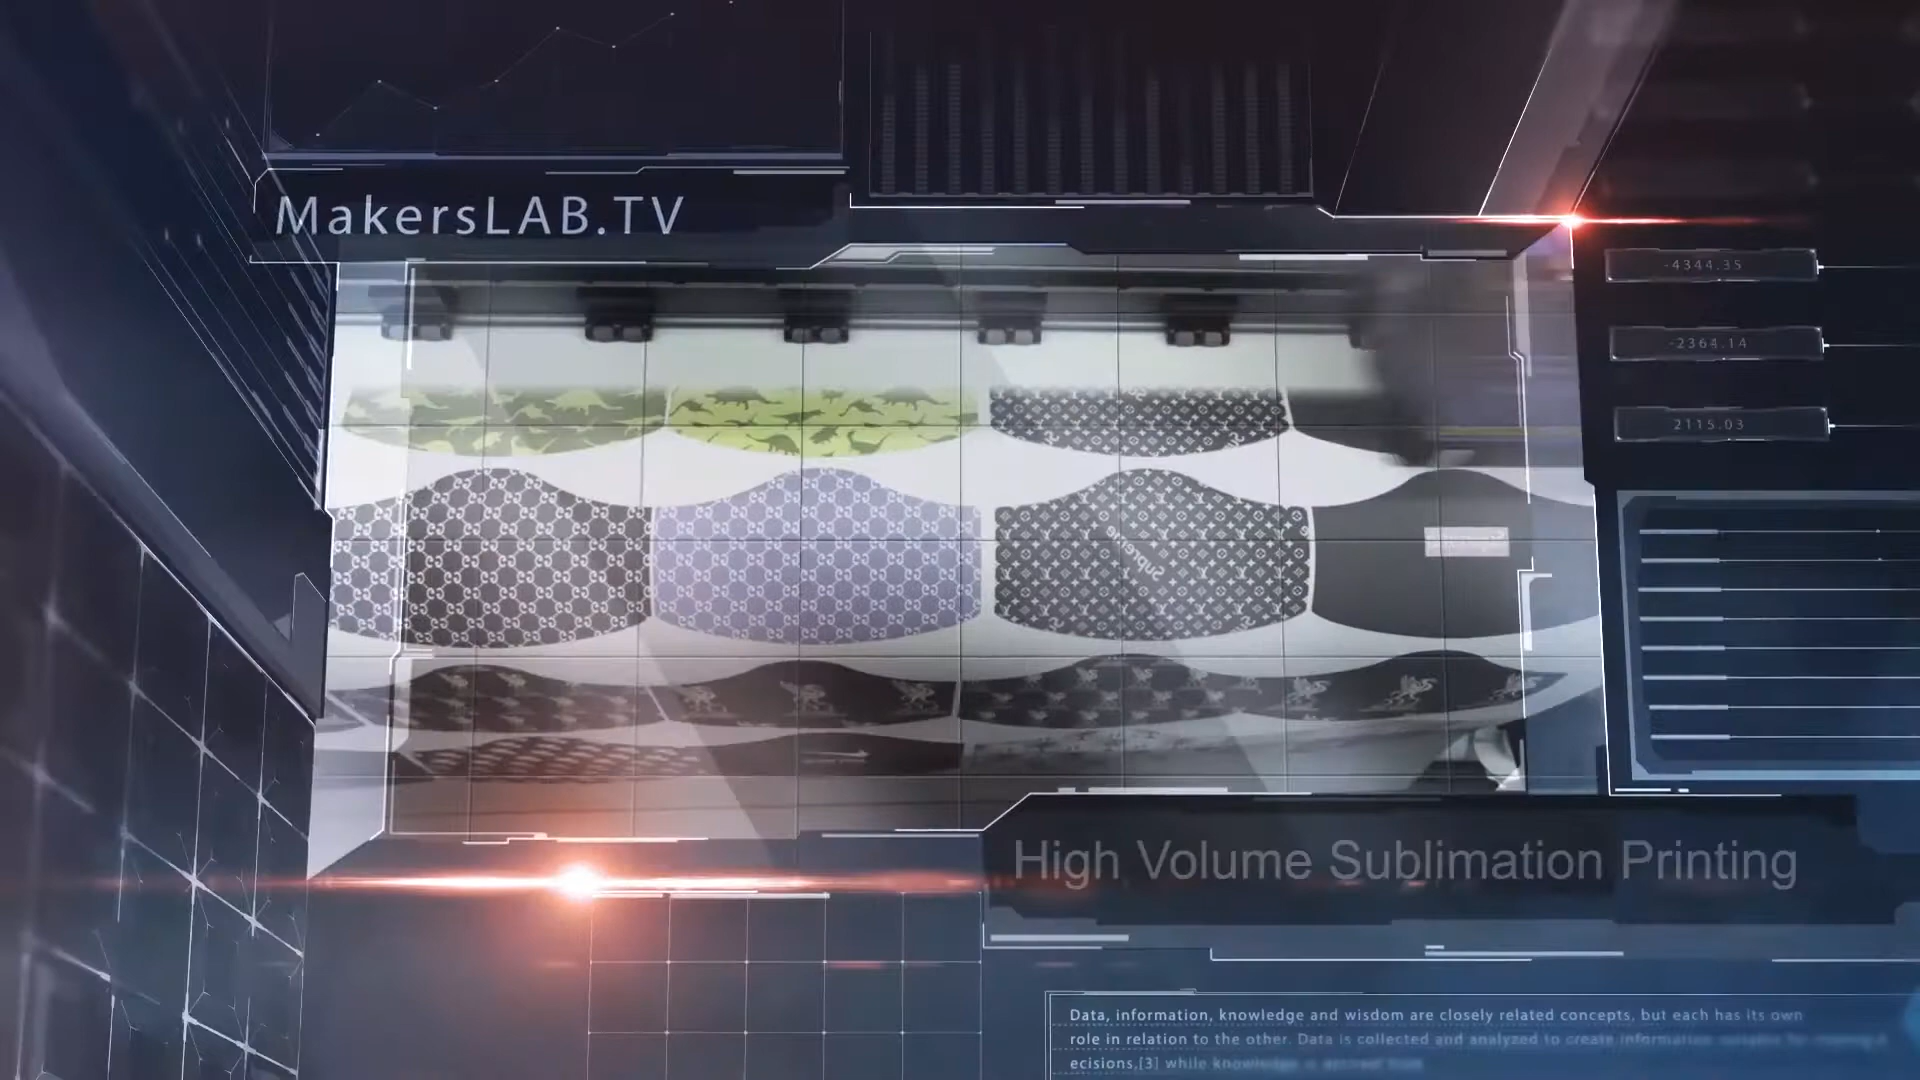 MakersLAB.TV
-4344.35
-2364.14
2115.03
Supreme
High Volume Sublimation Printing
Data, information, knowledge and wisdom are closely related concepts, but each has its own
role in relation to the other. Data is collected and analyzed to create information
ecisions,[3] while knowledge is